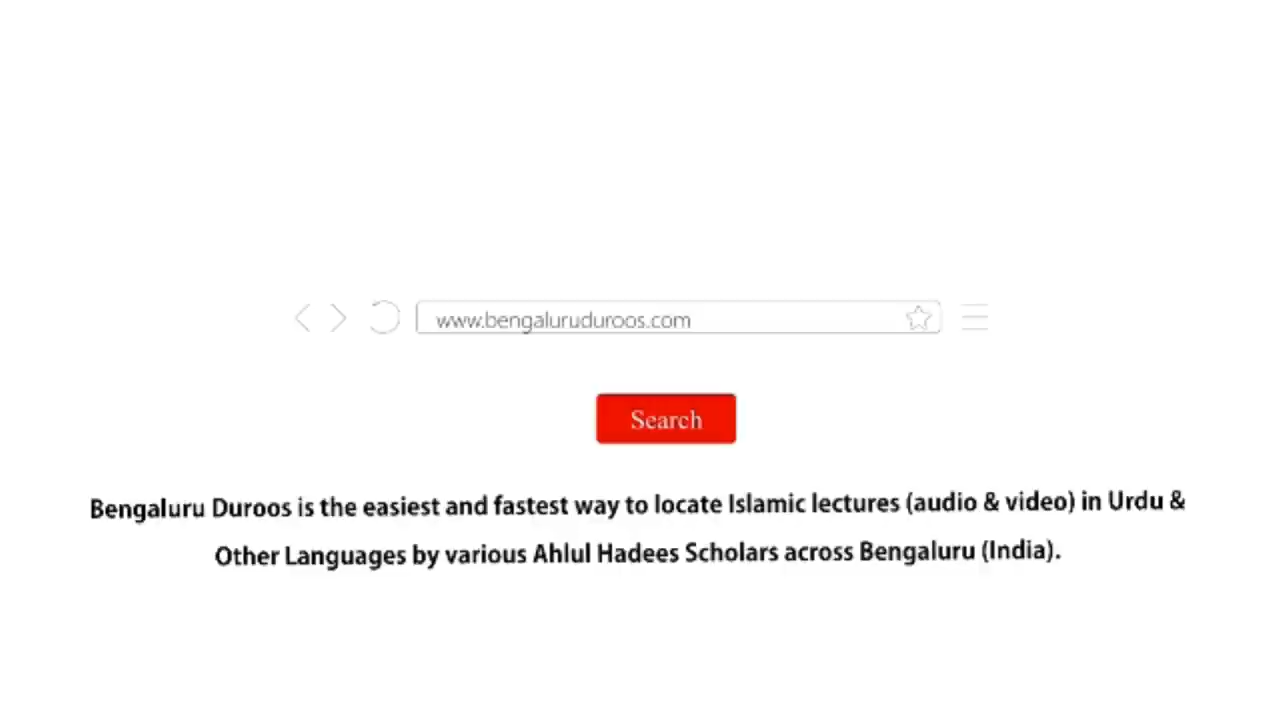 www.bengaluruduroos.com
Search
Bengaluru Duroos is the easiest and fastest way to locate Islamic lectures (audio & video) in Urdu &
Other Languages by various Ahlul Hadees Scholars across Bengaluru (India).